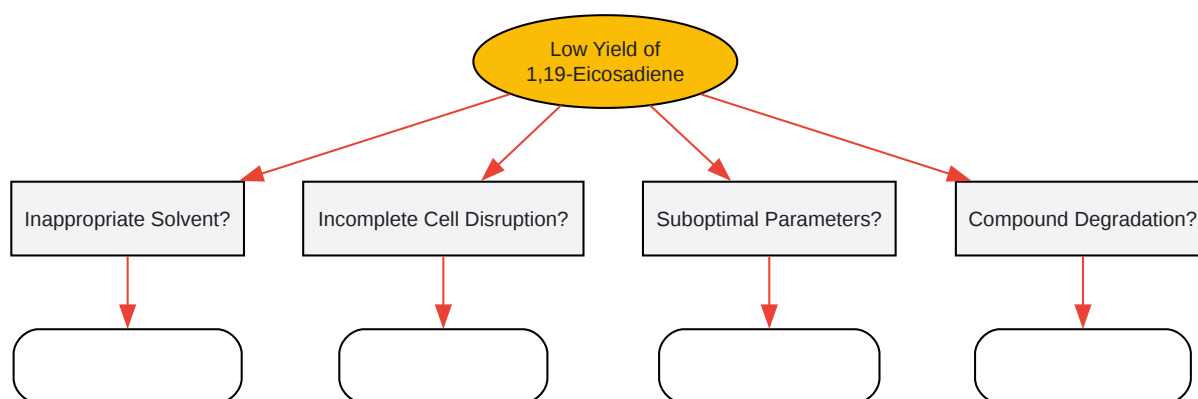 Low Yield of
1,19-Eicosadiene
Inappropriate Solvent?
Incomplete Cell Disruption?
Suboptimal Parameters?
Compound Degradation?